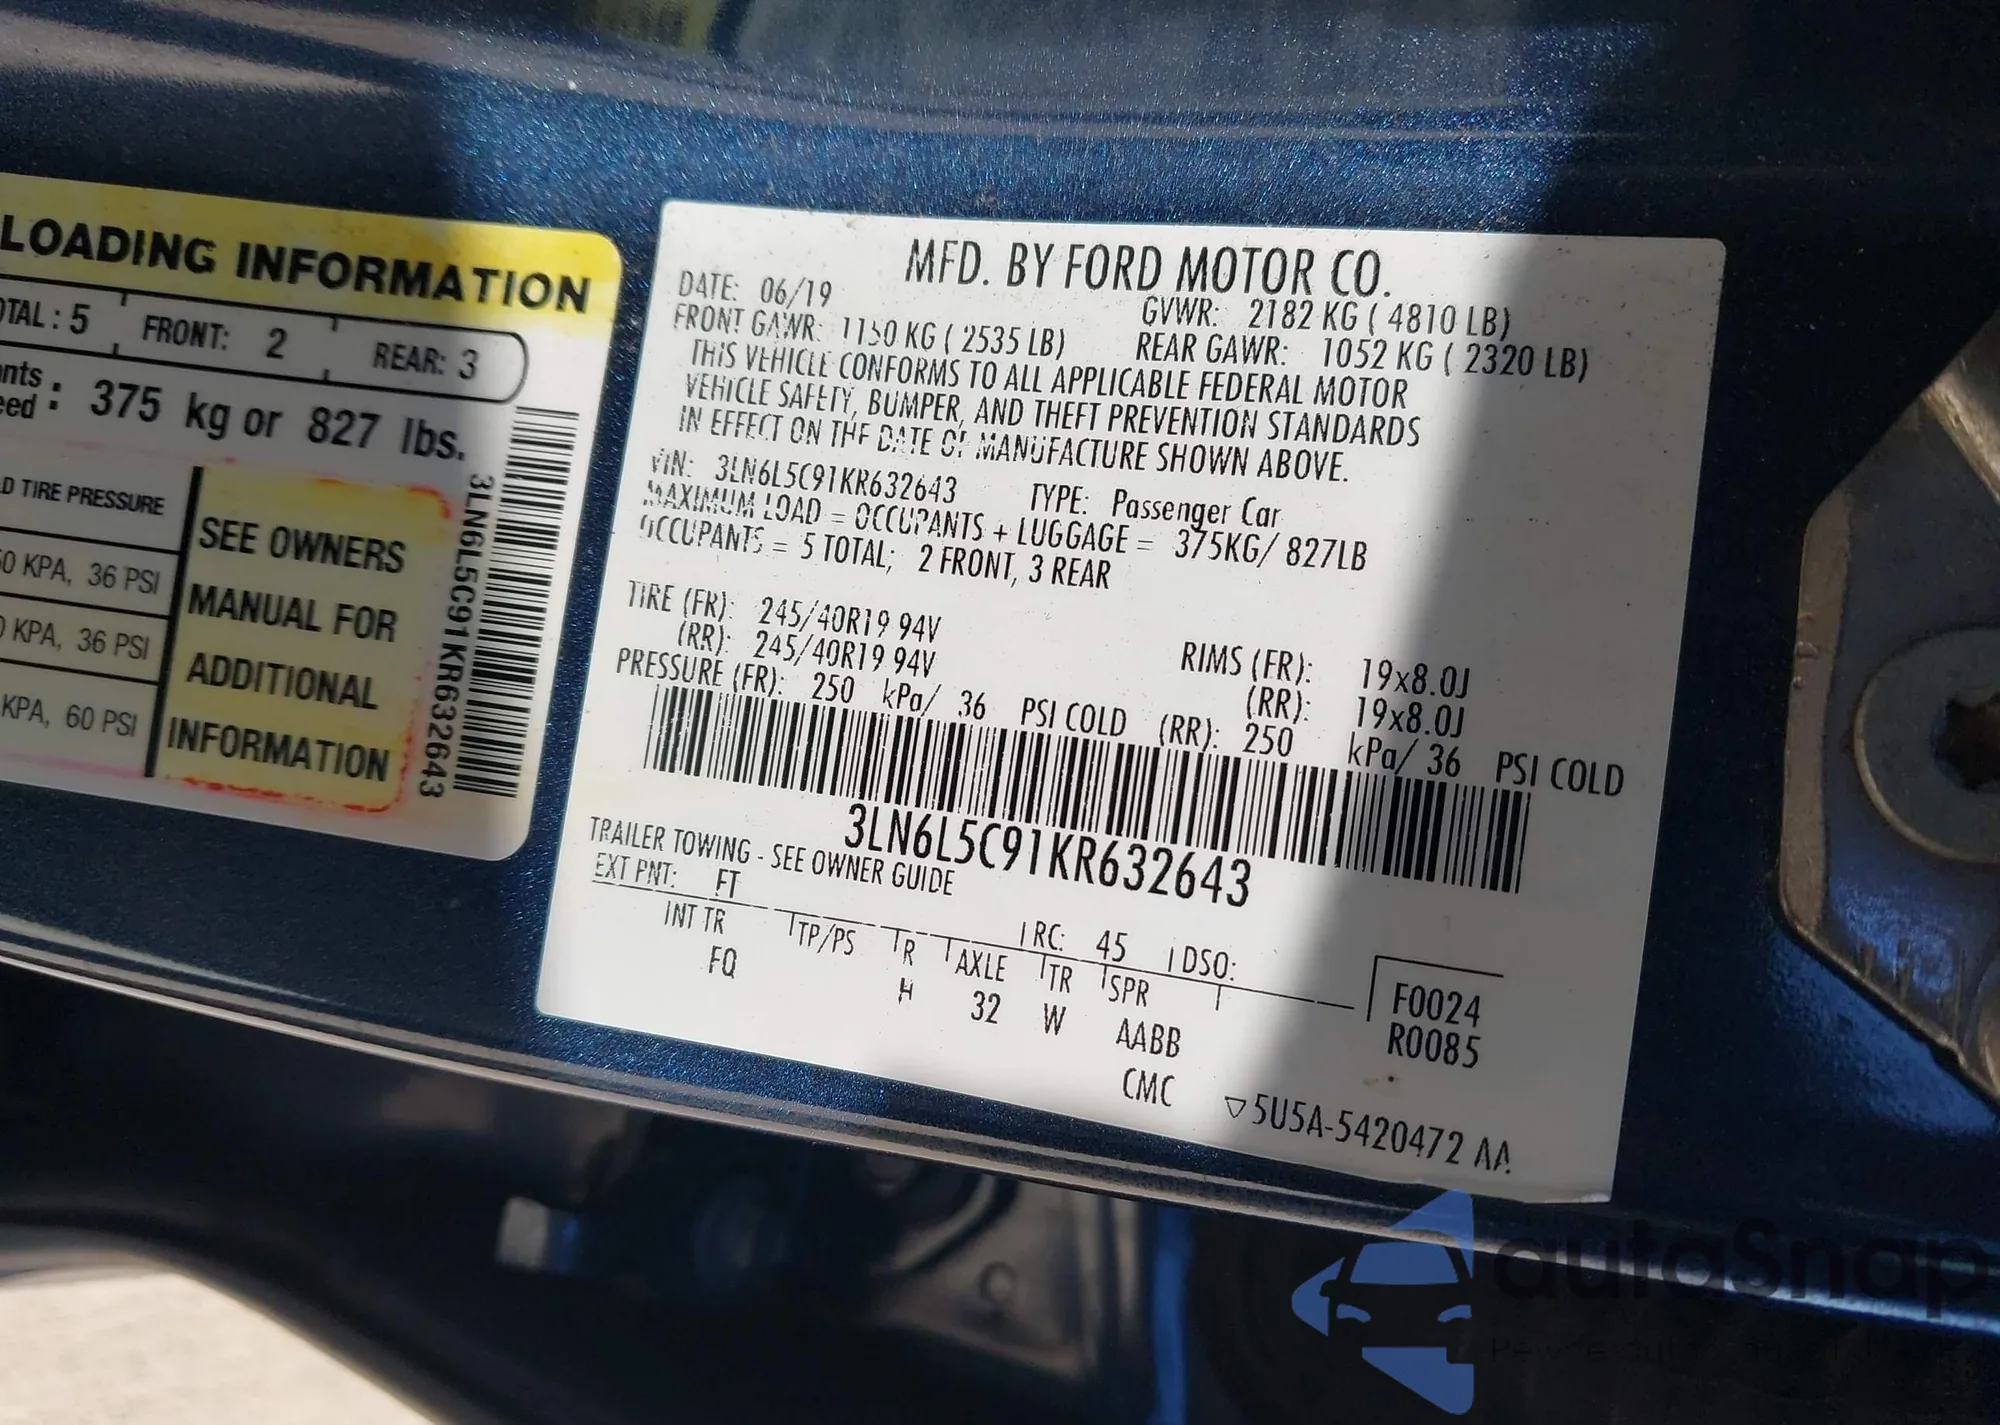 LOADING INFORMATION
OTAL : 5 FRONT: 2 REAR: 3
nts
eed : 375 kg or 827 lbs.
D TIRE PRESSURE
50 KPA, 36 PSI
0 KPA, 36 PSI
KPA, 60 PSI
SEE OWNERS
MANUAL FOR
ADDITIONAL
INFORMATION
3LN6L5C91KR632643
MFD. BY FORD MOTOR CO.
DATE: 06/19 GVWR: 2182 KG ( 4810 LB)
FRONT GAWR: 1150 KG ( 2535 LB) REAR GAWR: 1052 KG ( 2320 LB)
THIS VEHICLE CONFORMS TO ALL APPLICABLE FEDERAL MOTOR
VEHICLE SAFETY, BUMPER, AND THEFT PREVENTION STANDARDS
IN EFFECT ON THE DATE OF MANUFACTURE SHOWN ABOVE.
VIN: 3LN6L5C91KR632643 TYPE: Passenger Car
MAXIMUM LOAD = OCCUPANTS + LUGGAGE = 375KG/ 827LB
OCCUPANTS = 5 TOTAL; 2 FRONT, 3 REAR
TIRE (FR): 245/40R19 94V RIMS (FR): 19x8.0J
(RR): 245/40R19 94V (RR): 19x8.0J
PRESSURE (FR): 250 kPa/ 36 PSI COLD (RR): 250 kPa/ 36 PSI COLD
3LN6L5C91KR632643
TRAILER TOWING - SEE OWNER GUIDE
EXT PNT: FT RC: 45 DSO:
INT TR TP/PS R AXLE TR SPR
FQ H 32 W AABB
CMC
F0024
R0085
▽5U5A-5420472 AA
autoSnap